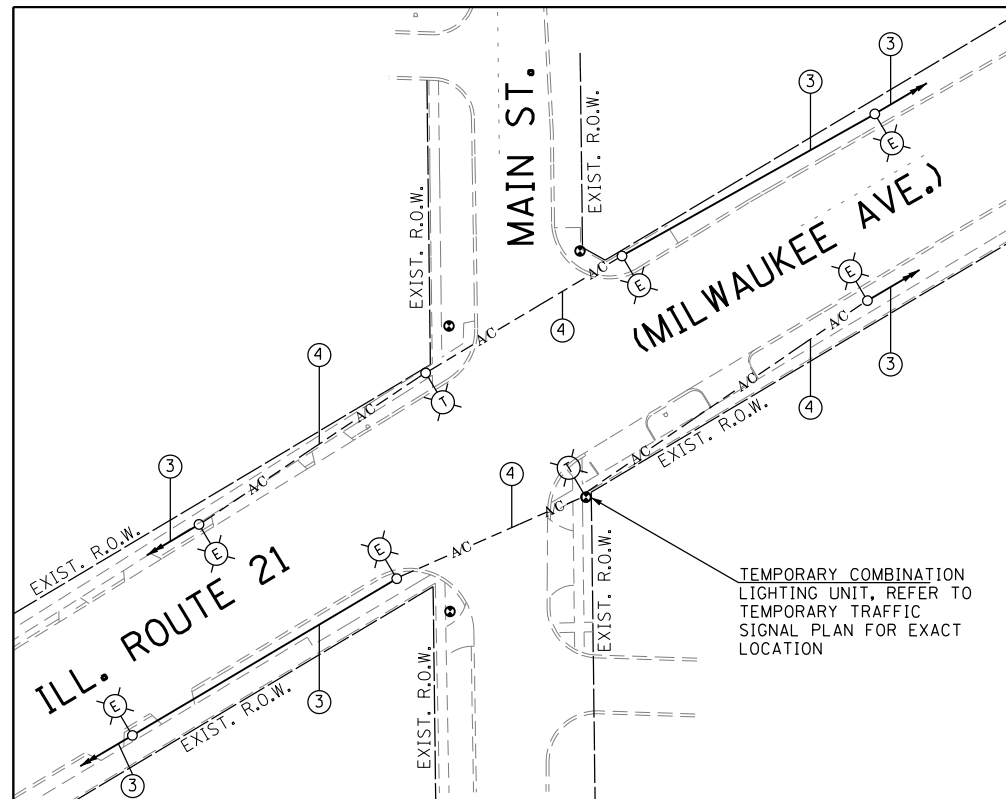 3
3
MAIN ST.
EXIST. R.O.W.
EXIST. R.O.W.
E
(MILWAUKEE AVE.)
E
AC
E
4
AC
3
4
AC
T
AC
4
3
AC
AC
EXIST. R.O.W.
T
AC
4
AC
AC
E
E
EXIST. R.O.W.
ILL. ROUTE 21
EXIST. R.O.W.
TEMPORARY COMBINATION
LIGHTING UNIT, REFER TO
TEMPORARY TRAFFIC
SIGNAL PLAN FOR EXACT
LOCATION
E
3
EXIST. R.O.W.
EXIST. R.O.W.
3